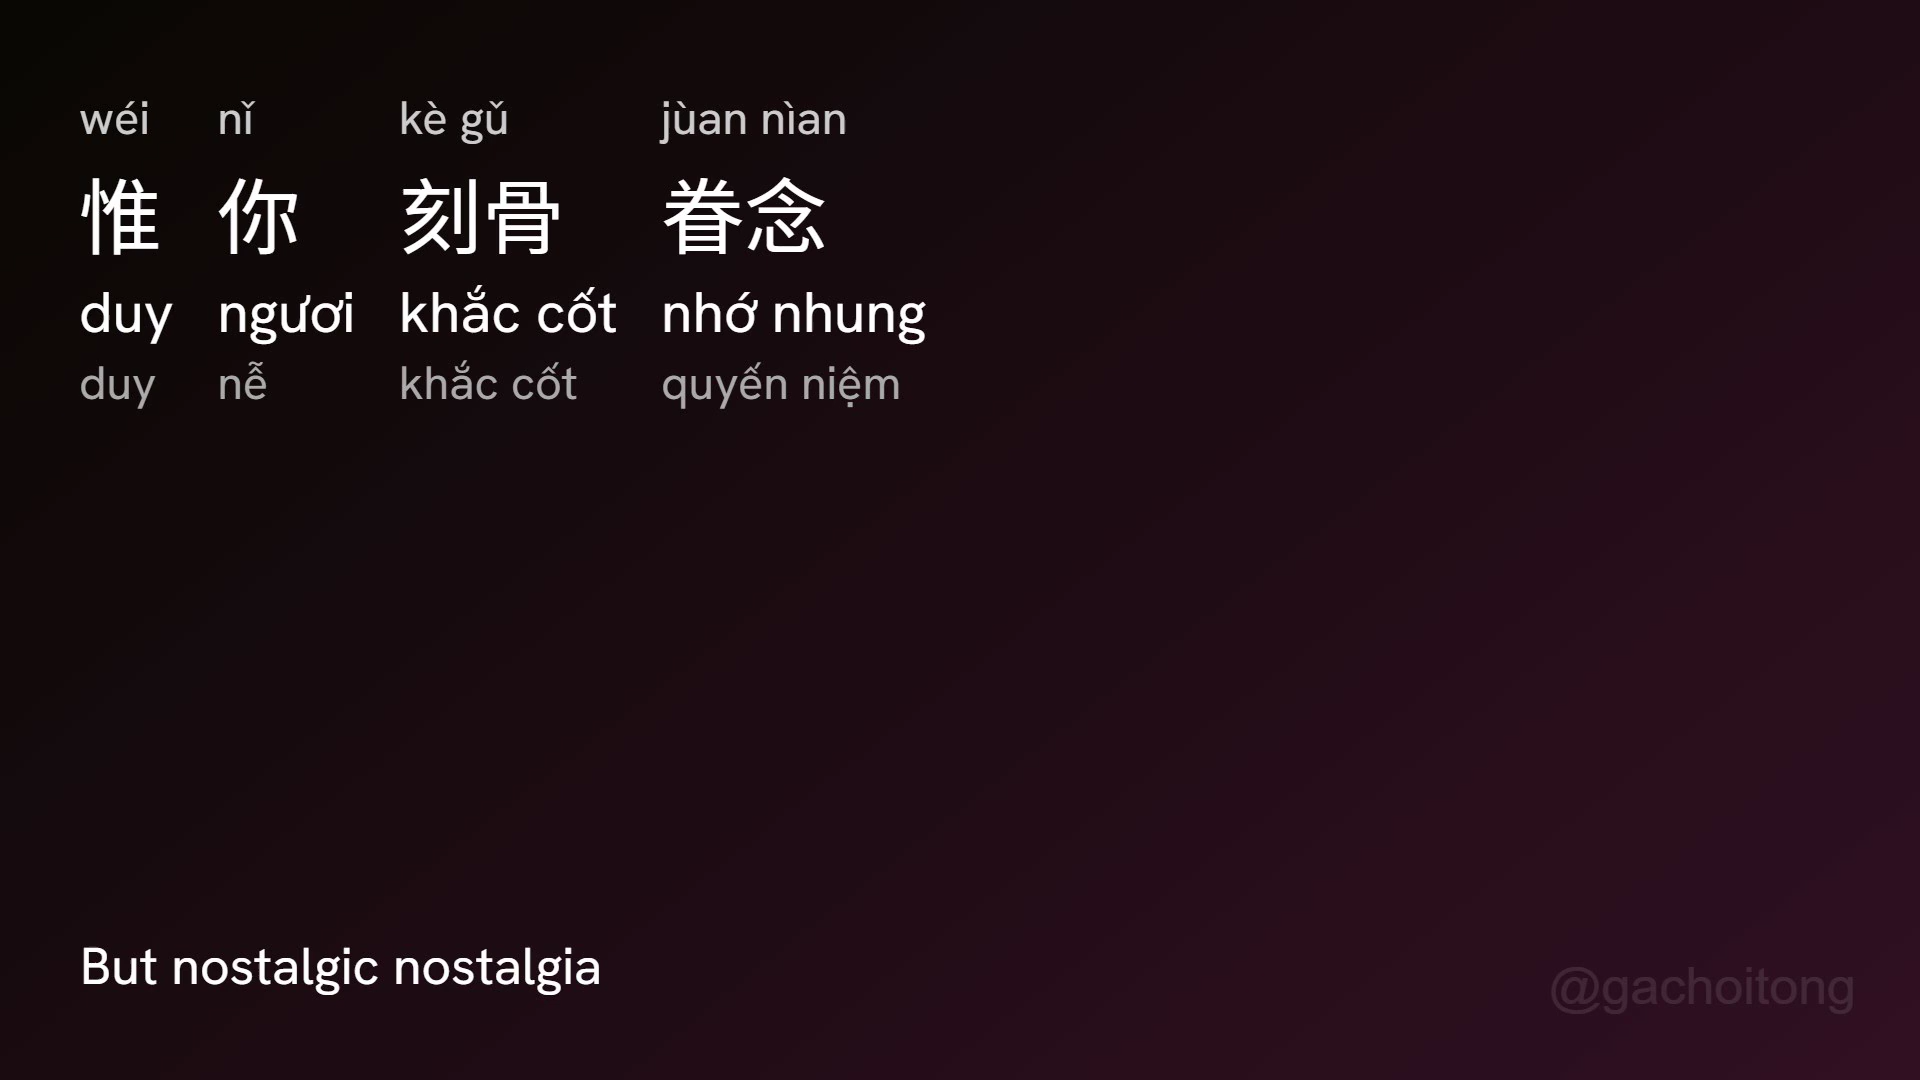 wéi nǐ kè gǔ jùan nìan
惟 你 刻骨 眷念
duy ngươi khắc cốt nhớ nhung
duy nễ khắc cốt quyến niệm
But nostalgic nostalgia
@gachoitong